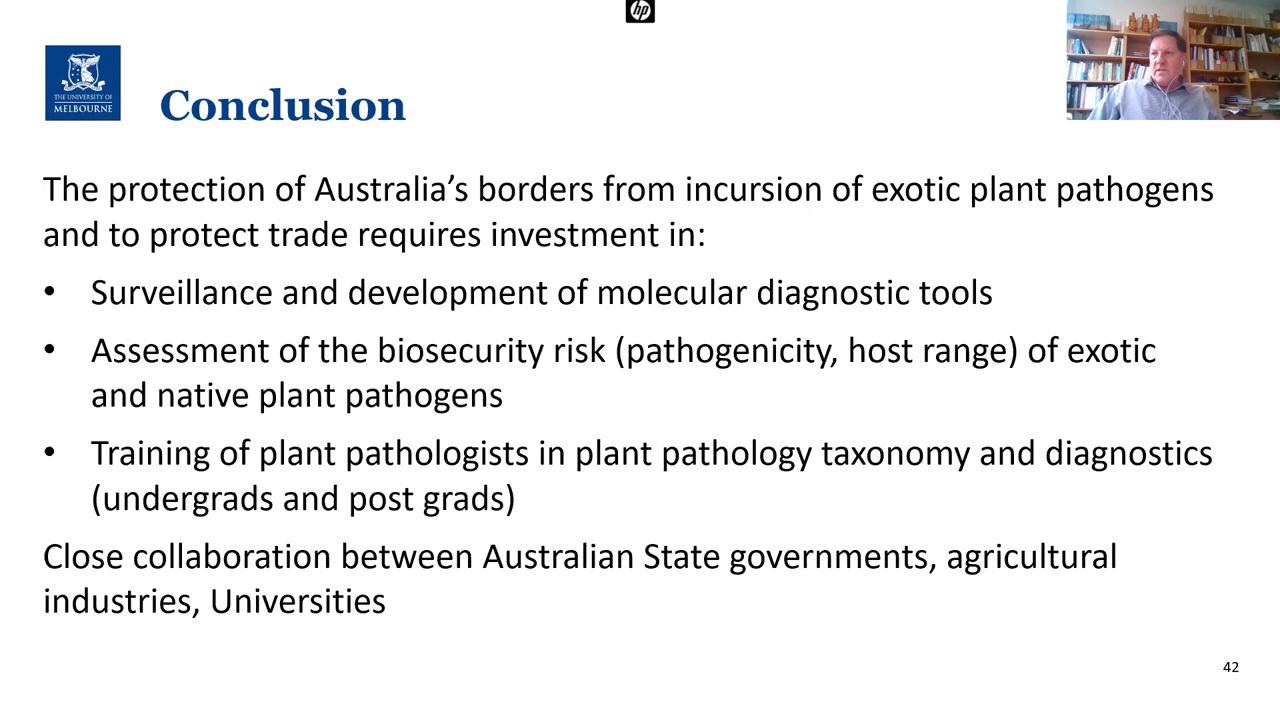 hp
THE UNIVERSITY OF
MELBOURNE
Conclusion
The protection of Australia’s borders from incursion of exotic plant pathogens
and to protect trade requires investment in:
• Surveillance and development of molecular diagnostic tools
• Assessment of the biosecurity risk (pathogenicity, host range) of exotic
and native plant pathogens
• Training of plant pathologists in plant pathology taxonomy and diagnostics
(undergrads and post grads)
Close collaboration between Australian State governments, agricultural
industries, Universities
42